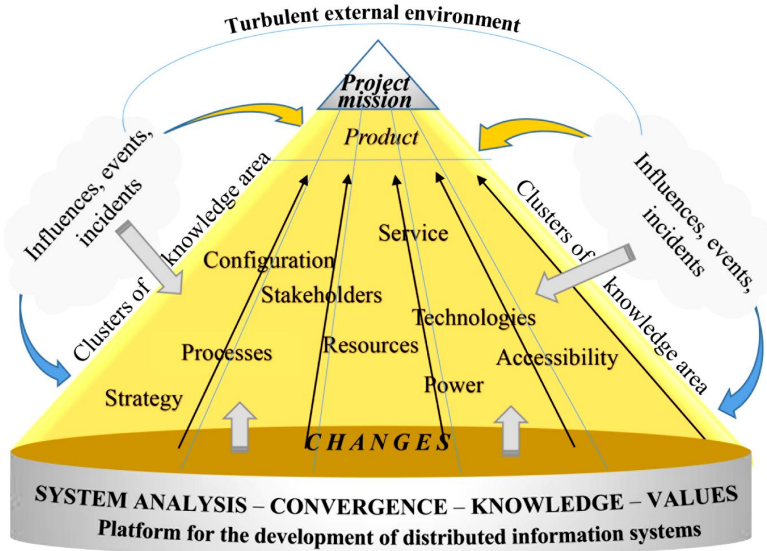 Turbulent external environment
Project
mission
Product
Influences, events,
incidents
Clusters of knowledge area
Influences, events,
incidents
Clusters of knowledge area
Service
Configuration
Stakeholders
Technologies
Resources
Processes
Accessibility
Power
Strategy
CHANGES
SYSTEM ANALYSIS – CONVERGENCE – KNOWLEDGE – VALUES
Platform for the development of distributed information systems